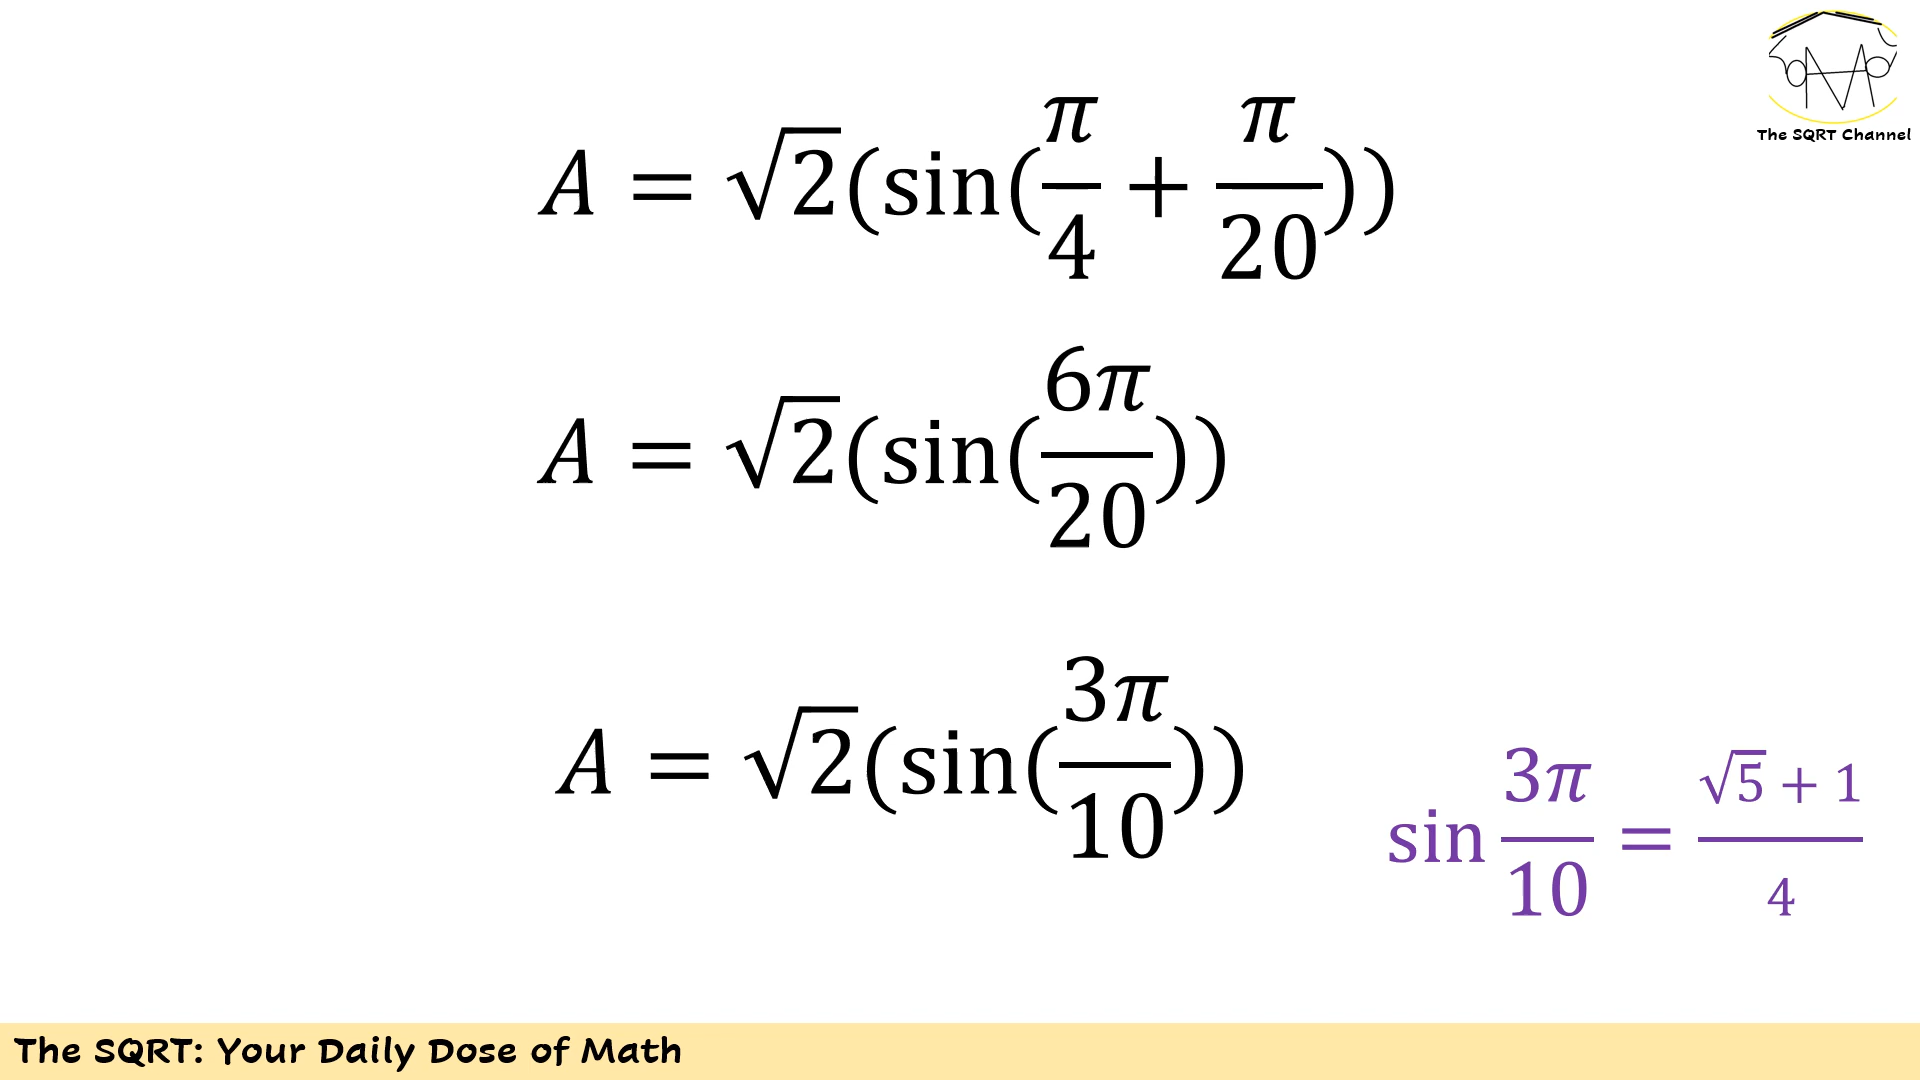 The SQRT Channel
A = √2(sin(π/4 + π/20))
A = √2(sin(6π/20))
A = √2(sin(3π/10))
sin 3π/10 = (√5 + 1)/4
The SQRT: Your Daily Dose of Math